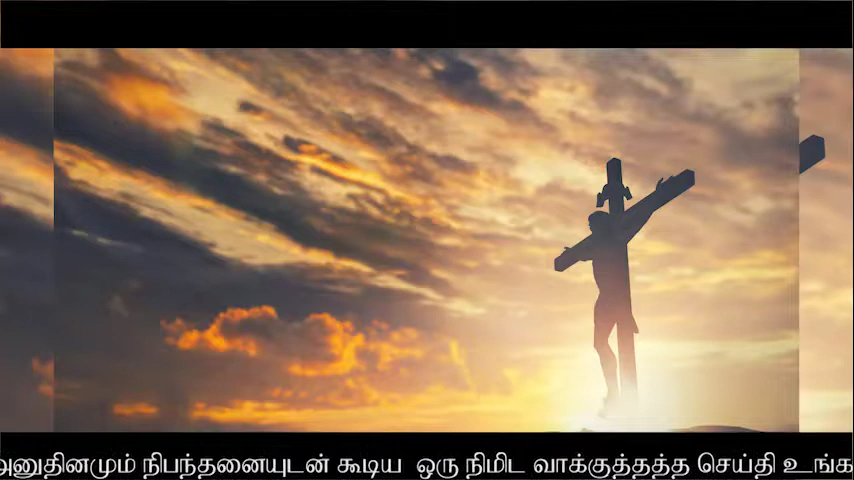 அனுதினமும் நிபந்தனையுடன் கூடிய ஒரு நிமிட வாக்குத்தத்த செய்தி உங்க